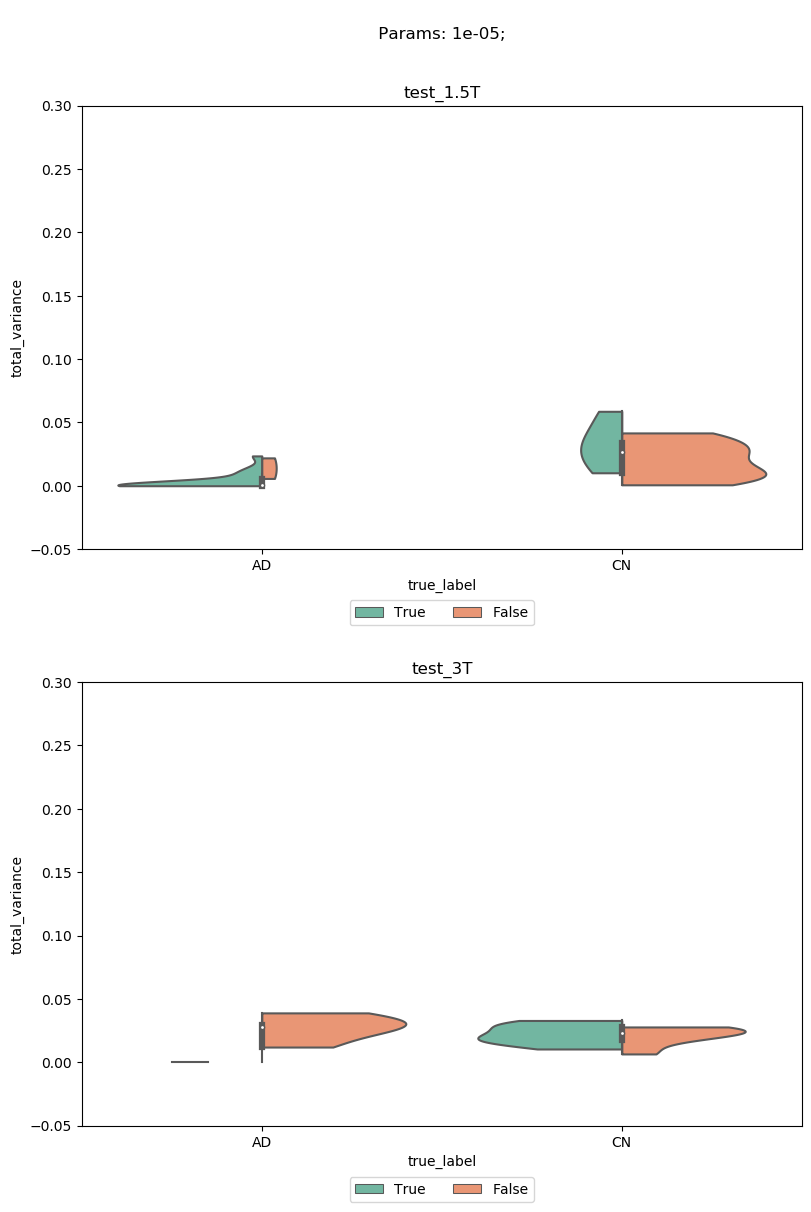 Params: 1e-05;
test_1.5T
0.30
0.25
0.20
0.15
0.10
0.05
0.00
−0.05
total_variance
AD CN
true_label
True False
test_3T
0.30
0.25
0.20
0.15
0.10
0.05
0.00
−0.05
total_variance
AD CN
true_label
True False